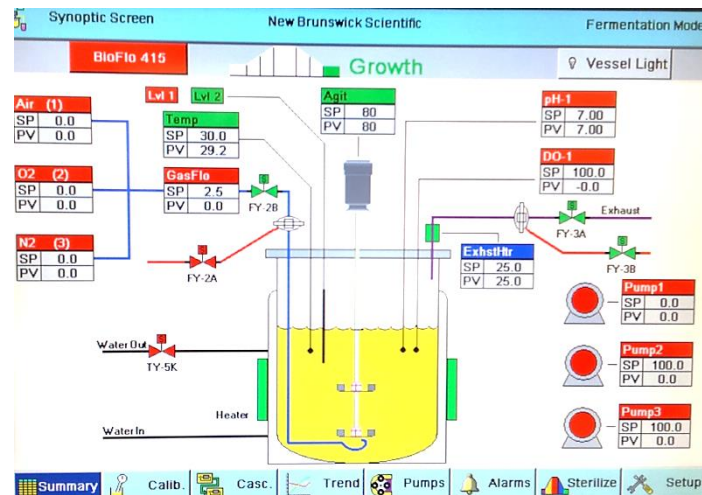 Synoptic Screen
New Brunswick Scientific
Fermentation Mode
BioFlo 415
Growth
Vessel Light
Lvl 1
Lvl 2
Air (1)
SP 0.0
PV 0.0
Temp
SP 30.0
PV 29.2
Agit
SP 80
PV 80
pH-1
SP 7.00
PV 7.00
O2 (2)
SP 0.0
PV 0.0
GasFlo
SP 2.5
PV 0.0
FY-2B
S
DO-1
SP 100.0
PV -0.0
N2 (3)
SP 0.0
PV 0.0
S
FY-2A
S
FY-3A
Exhaust
S
FY-3B
ExhstHtr
SP 25.0
PV 25.0
Pump1
SP 0.0
PV 0.0
Water Out
S
TY-5K
Pump2
SP 100.0
PV 0.0
Heater
Water In
Pump3
SP 100.0
PV 0.0
Summary
Calib.
Casc.
Trend
Pumps
Alarms
Sterilize
Setup